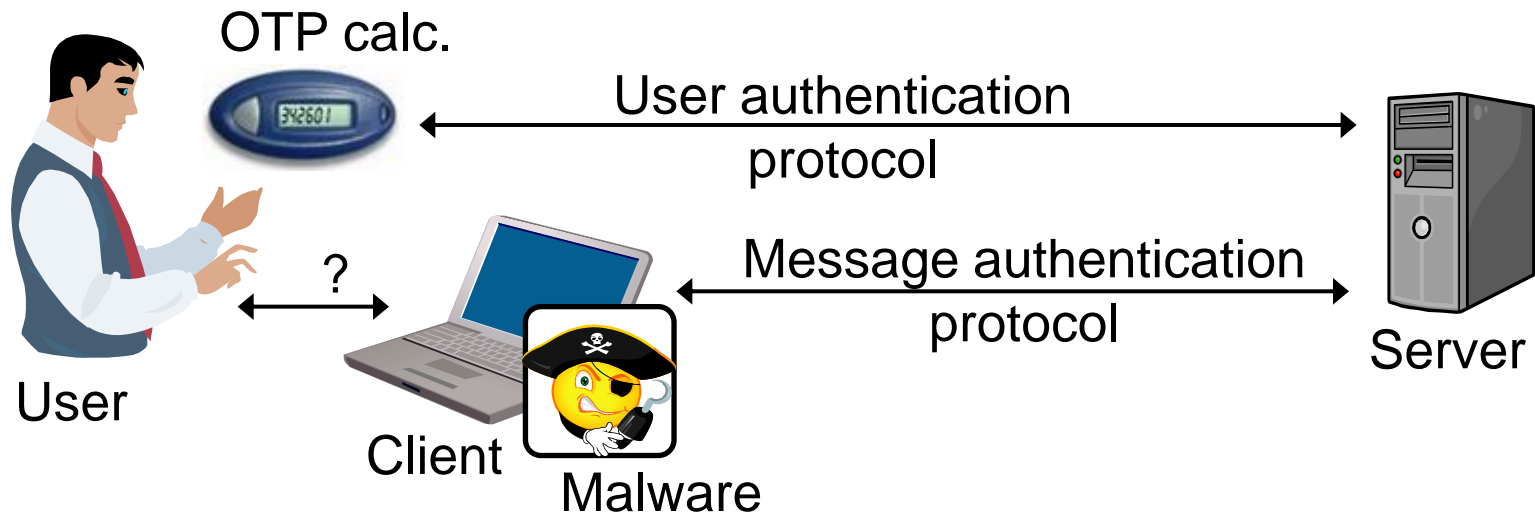 OTP calc.
342601
User authentication
protocol
?
Message authentication
protocol
User
Client
Malware
Server